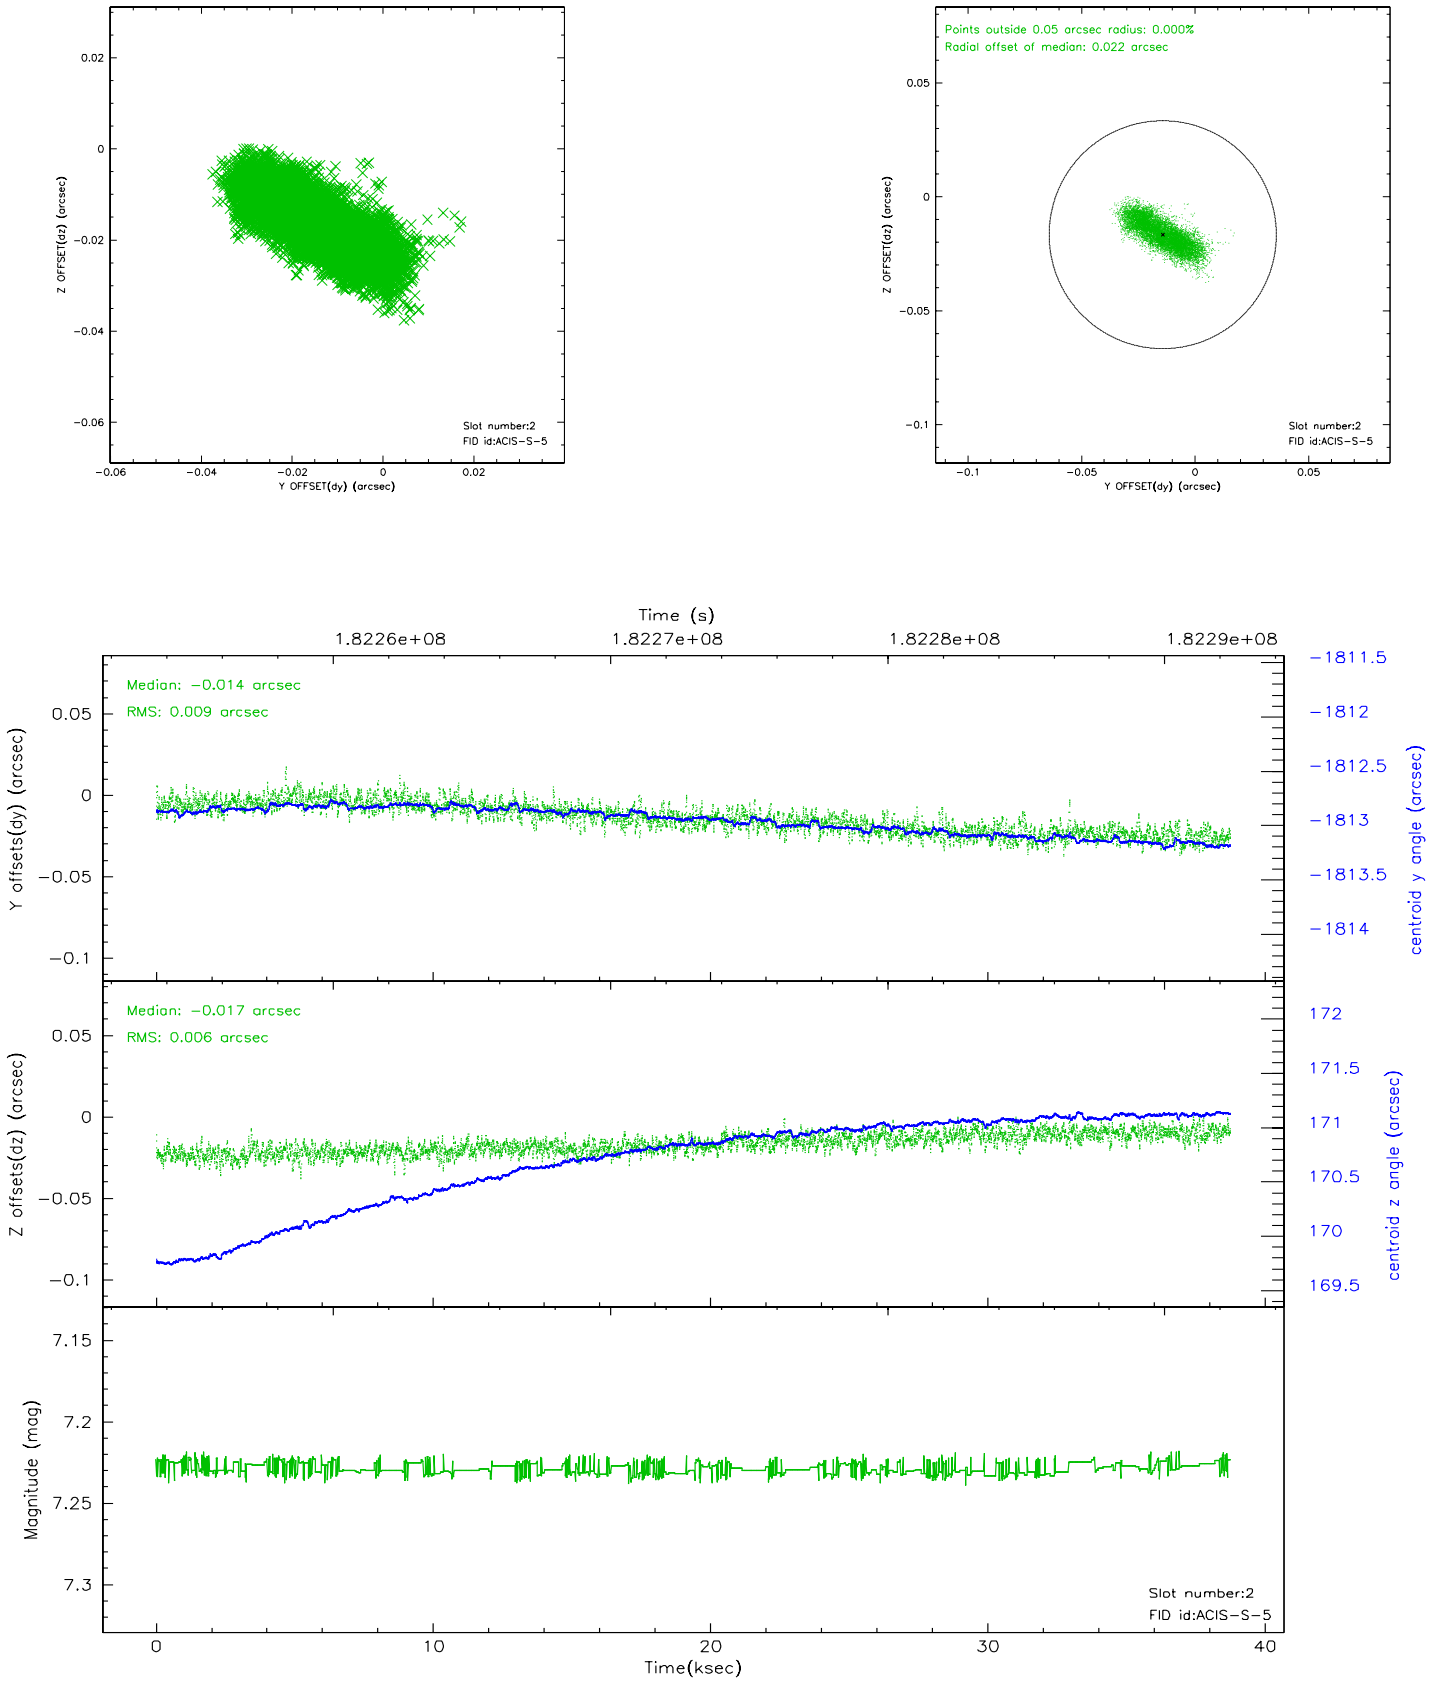 0.02
0
−0.02
−0.04
−0.06
Z OFFSET(dz) (arcsec)
Slot number:2
FID id:ACIS−S−5
−0.06
−0.04
−0.02
0
0.02
Y OFFSET(dy) (arcsec)
Points outside 0.05 arcsec radius: 0.000%
Radial offset of median: 0.022 arcsec
0.05
0
−0.05
−0.1
Z OFFSET(dz) (arcsec)
Slot number:2
FID id:ACIS−S−5
−0.1
−0.05
0
0.05
Y OFFSET(dy) (arcsec)
Time (s)
1.8226e+08
1.8227e+08
1.8228e+08
1.8229e+08
Median: −0.014 arcsec
RMS: 0.009 arcsec
0.05
0
−0.05
−0.1
Y offsets(dy) (arcsec)
−1811.5
−1812
−1812.5
−1813
−1813.5
−1814
centroid y angle (arcsec)
Median: −0.017 arcsec
RMS: 0.006 arcsec
0.05
0
−0.05
−0.1
Z offsets(dz) (arcsec)
172
171.5
171
170.5
170
169.5
centroid z angle (arcsec)
7.15
7.2
7.25
7.3
Magnitude (mag)
Slot number:2
FID id:ACIS−S−5
0
10
20
30
40
Time(ksec)